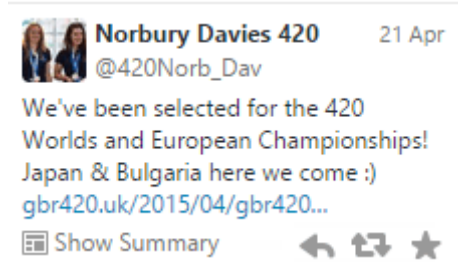 Norbury Davies 420 21 Apr
@420Norb_Dav
We've been selected for the 420
Worlds and European Championships!
Japan & Bulgaria here we come :)
gbr420.uk/2015/04/gbr420...
Show Summary